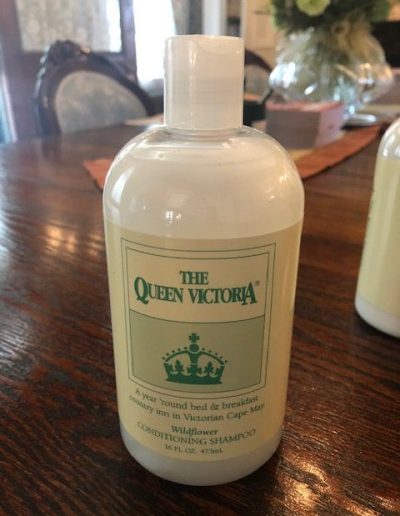 THE
QUEEN VICTORIA®
A year 'round bed & breakfast
country inn in Victorian Cape May
Wildflower
CONDITIONING SHAMPOO
16 FL. OZ. 473mL